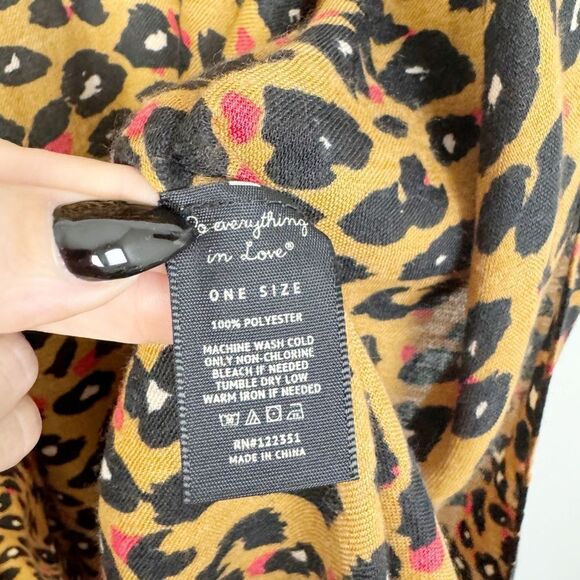 Do everything
in Love®
ONE SIZE
100% POLYESTER
MACHINE WASH COLD
ONLY NON-CHLORINE
BLEACH IF NEEDED
TUMBLE DRY LOW
WARM IRON IF NEEDED
RN#122351
MADE IN CHINA